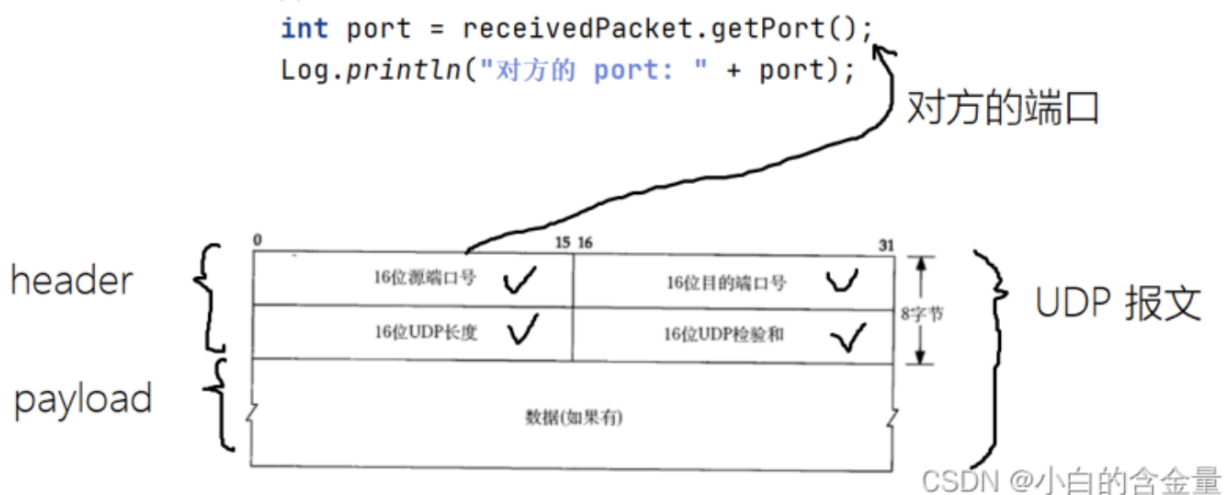 int port = receivedPacket.getPort();
Log.println("对方的 port: " + port);
对方的端口
0 15 16 31
header
16位源端口号 16位目的端口号
8字节
UDP 报文
16位UDP长度 16位UDP检验和
payload
数据(如果有)
CSDN @小白的含金量